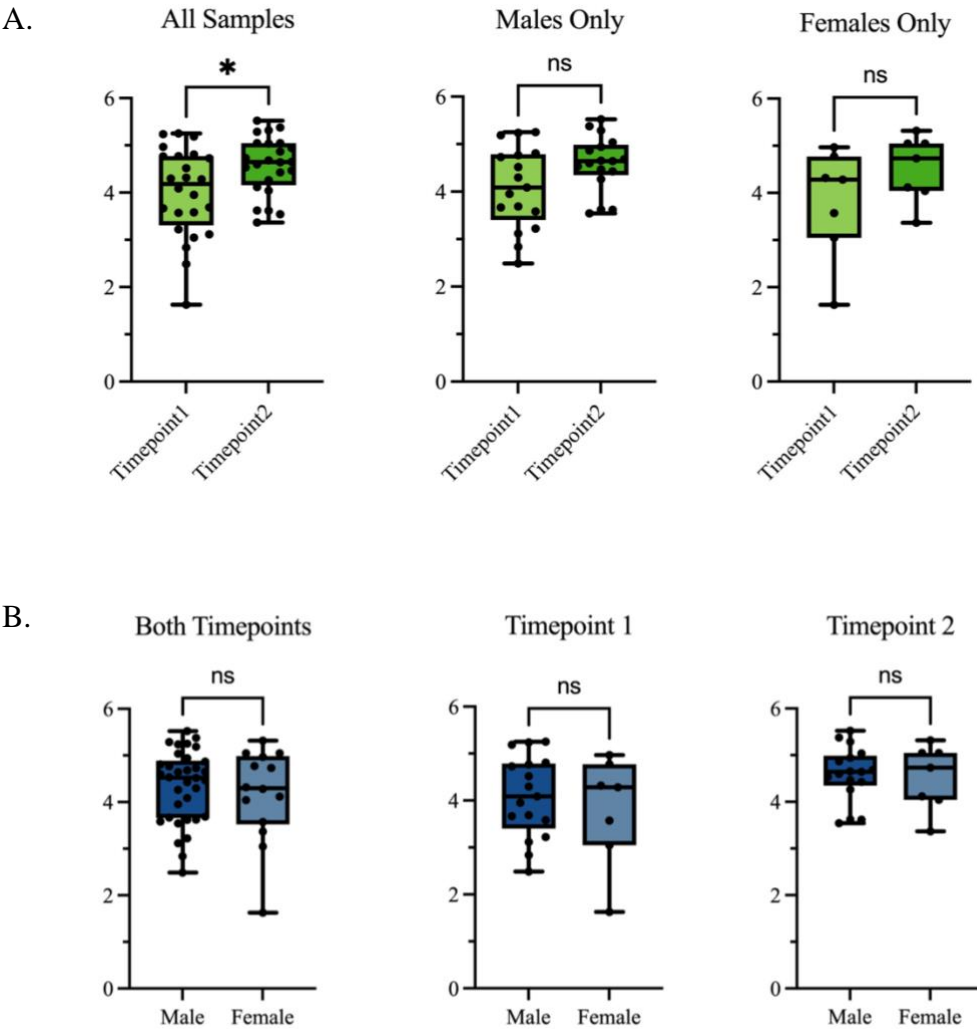 A.
All Samples
Males Only
Females Only
*
ns
ns
6
4
2
0
6
4
2
0
6
4
2
0
Timepoint1
Timepoint2
Timepoint1
Timepoint2
Timepoint1
Timepoint2
B.
Both Timepoints
Timepoint 1
Timepoint 2
ns
ns
ns
6
4
2
0
6
4
2
0
6
4
2
0
Male Female
Male Female
Male Female